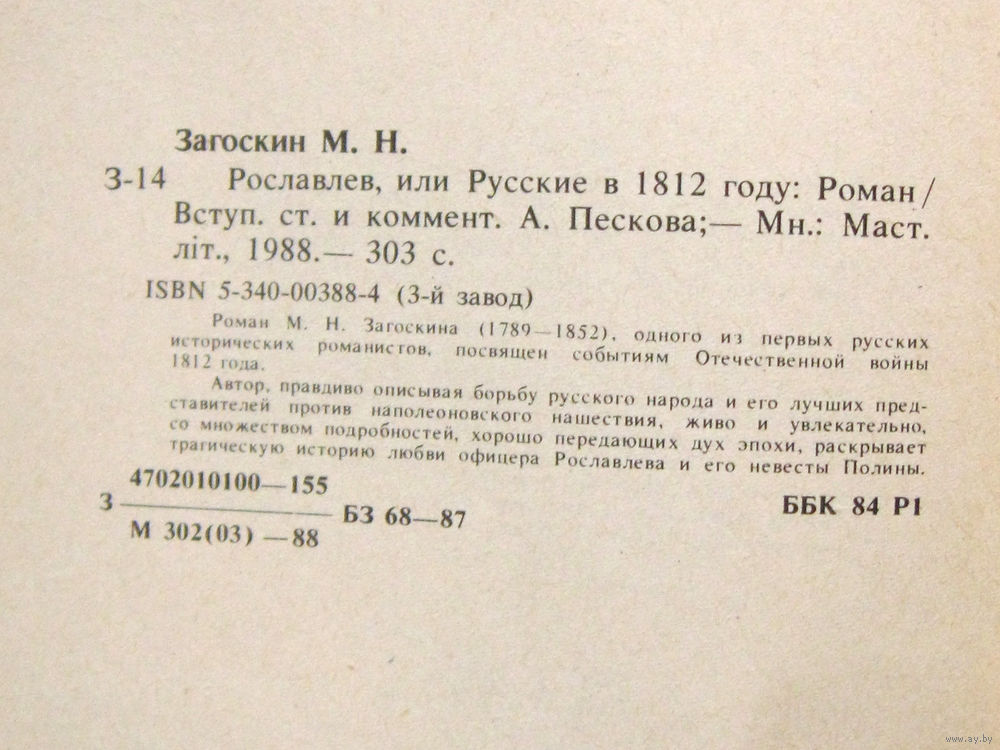 Загоскин М. Н.
З-14 Рославлев, или Русские в 1812 году: Роман/
Вступ. ст. и коммент. А. Пескова;— Мн.: Маст.
літ., 1988.— 303 с.
ISBN 5-340-00388-4 (3-й завод)
Роман М. Н. Загоскина (1789—1852), одного из первых русских
исторических романистов, посвящен событиям Отечественной войны
1812 года.
Автор, правдиво описывая борьбу русского народа и его лучших пред-
ставителей против наполеоновского нашествия, живо и увлекательно,
со множеством подробностей, хорошо передающих дух эпохи, раскрывает
трагическую историю любви офицера Рославлева и его невесты Полины.
4702010100—155
З БЗ 68—87 ББК 84 Р1
М 302(03) —88
www.ay.by